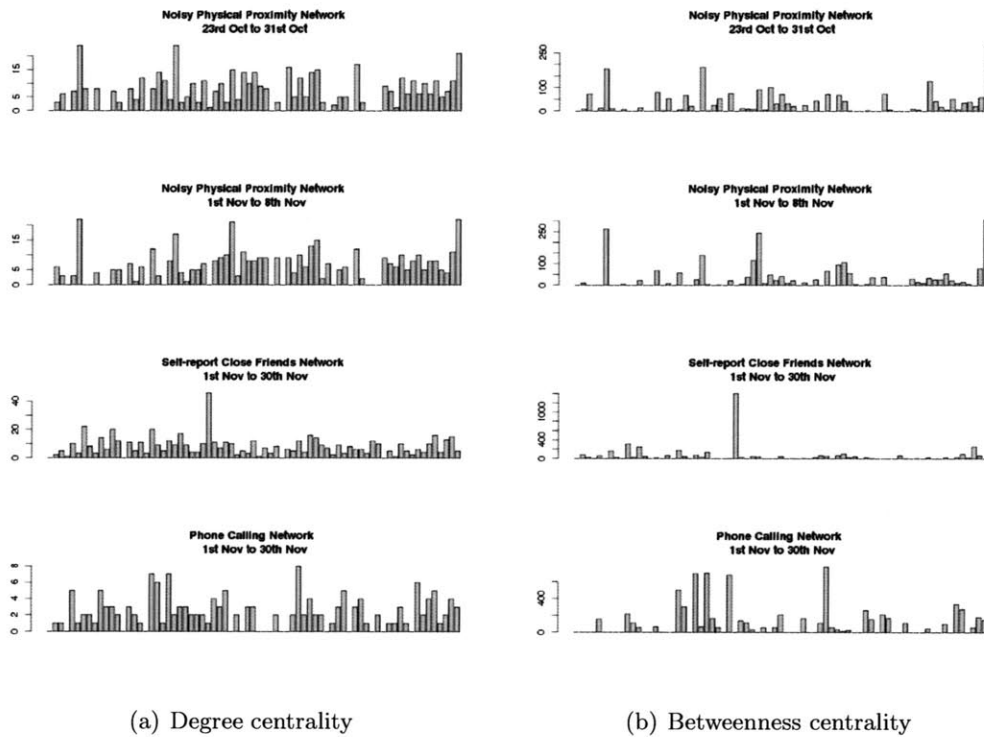 Noisy Physical Proximity Network
23rd Oct to 31st Oct
5
15
Noisy Physical Proximity Network
1st Nov to 8th Nov
0
5
15
Self-report Close Friends Network
1st Nov to 30th Nov
0
20
40
Phone Calling Network
1st Nov to 30th Nov
0
2
4
6
8
(a) Degree centrality
Noisy Physical Proximity Network
23rd Oct to 31st Oct
0
100
250
Noisy Physical Proximity Network
1st Nov to 8th Nov
0
100
250
Self-report Close Friends Network
1st Nov to 30th Nov
0
400
1000
Phone Calling Network
1st Nov to 30th Nov
0
400
(b) Betweenness centrality